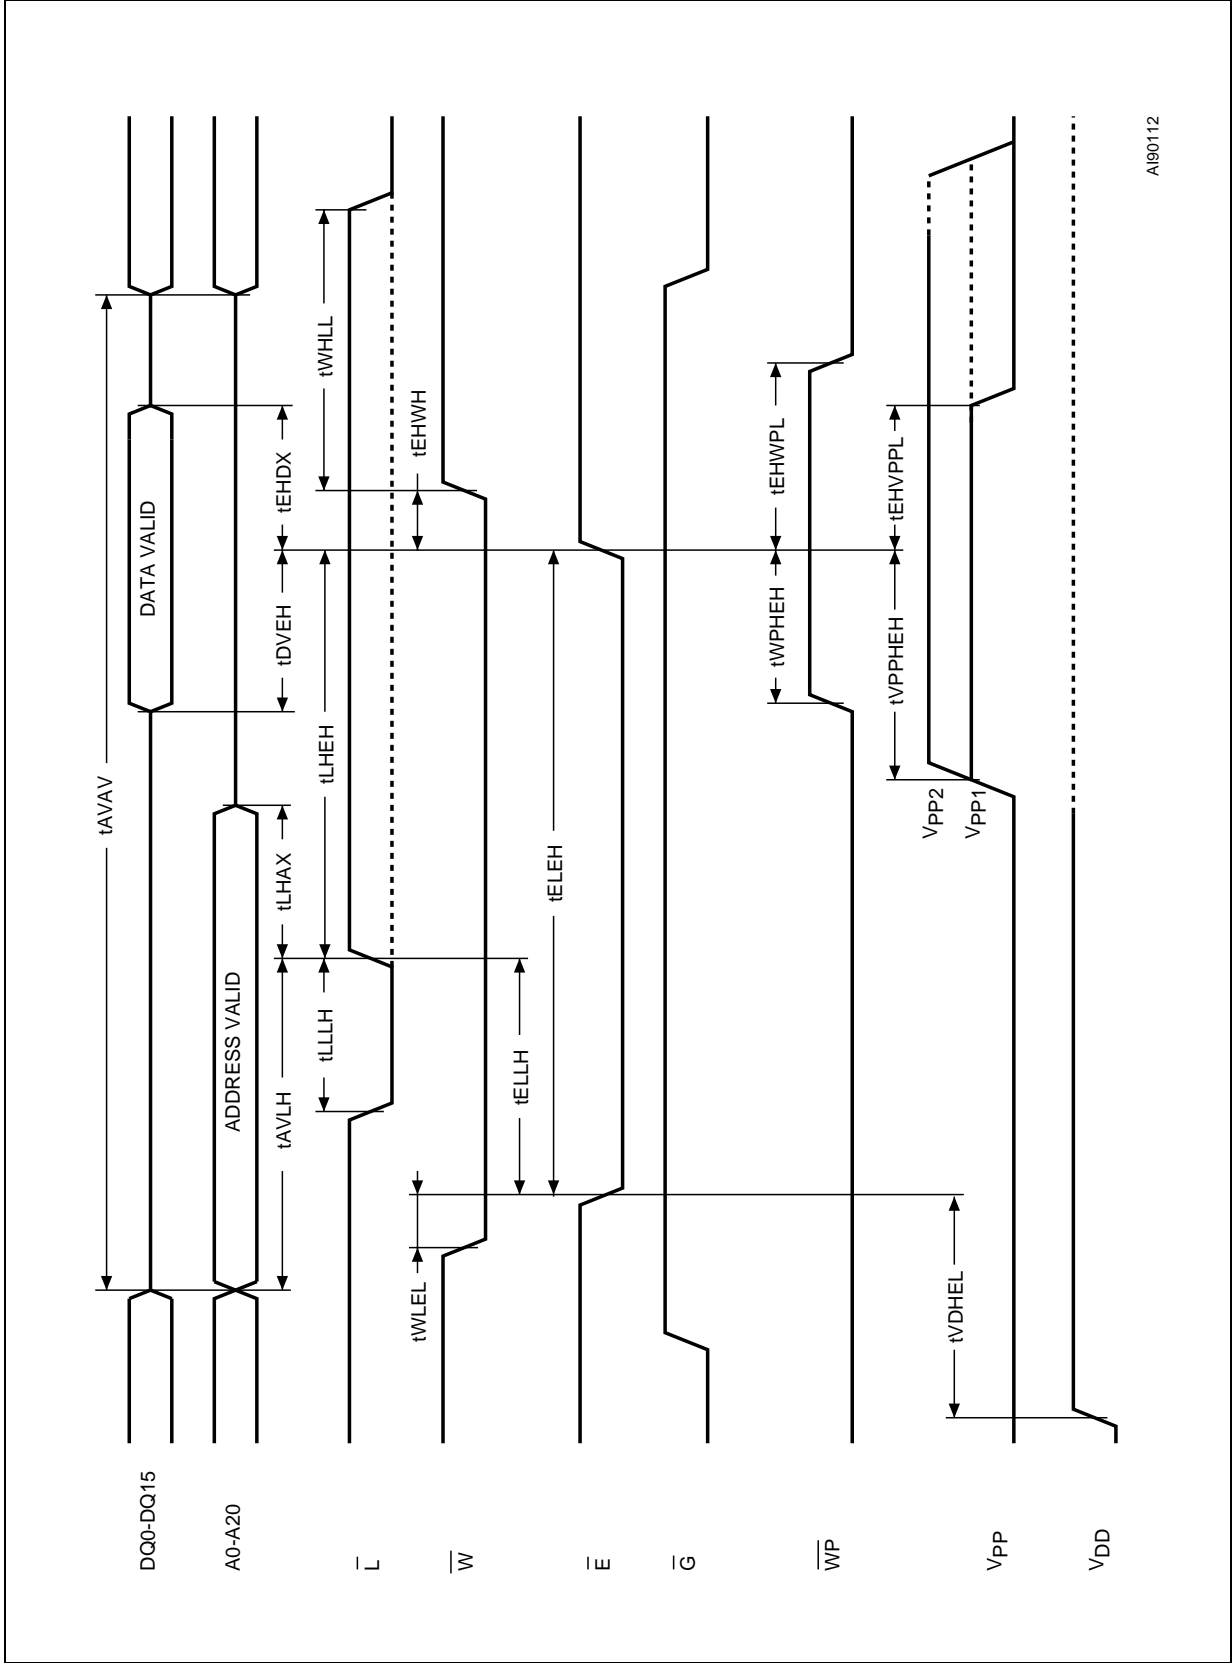 DQ0-DQ15
A0-A20
L
W
E
G
WP
VPP
VDD
tAVAV
DATA VALID
ADDRESS VALID
tAVLH
tLHAX
tDVEH
tEHDX
tLLLH
tLHEH
tWHLL
tWLEL
tEHWH
tELLH
tELEH
tWPHEH
tEHWPL
tVPPHEH
tEHVPPL
VPP2
VPP1
tVDHEL
AI90112